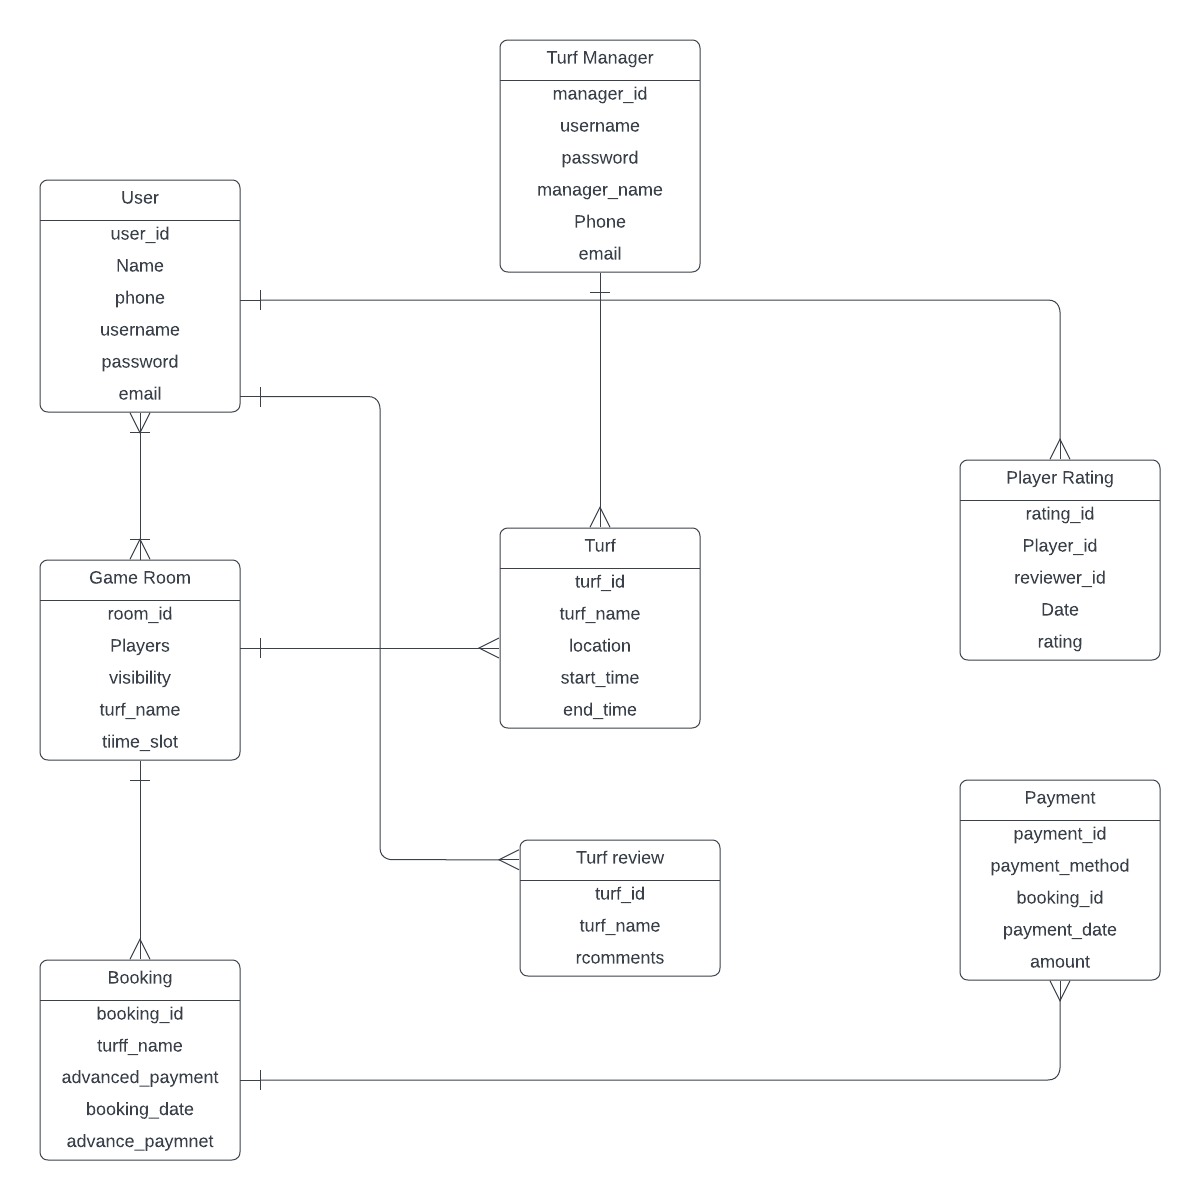 Turf Manager
manager_id
username
password
manager_name
Phone
email
User
user_id
Name
phone
username
password
email
Player Rating
rating_id
Player_id
reviewer_id
Date
rating
Turf
turf_id
turf_name
location
start_time
end_time
Game Room
room_id
Players
visibility
turf_name
tiime_slot
Payment
payment_id
payment_method
booking_id
payment_date
amount
Turf review
turf_id
turf_name
rcomments
Booking
booking_id
turff_name
advanced_payment
booking_date
advance_paymnet